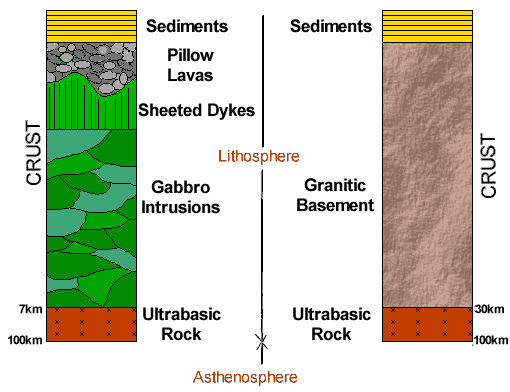 Sediments
Sediments
Pillow
Lavas
Sheeted Dykes
CRUST
Lithosphere
CRUST
Gabbro
Intrusions
Granitic
Basement
7km
Ultrabasic
Rock
100km
Ultrabasic
Rock
30km
100km
Asthenosphere